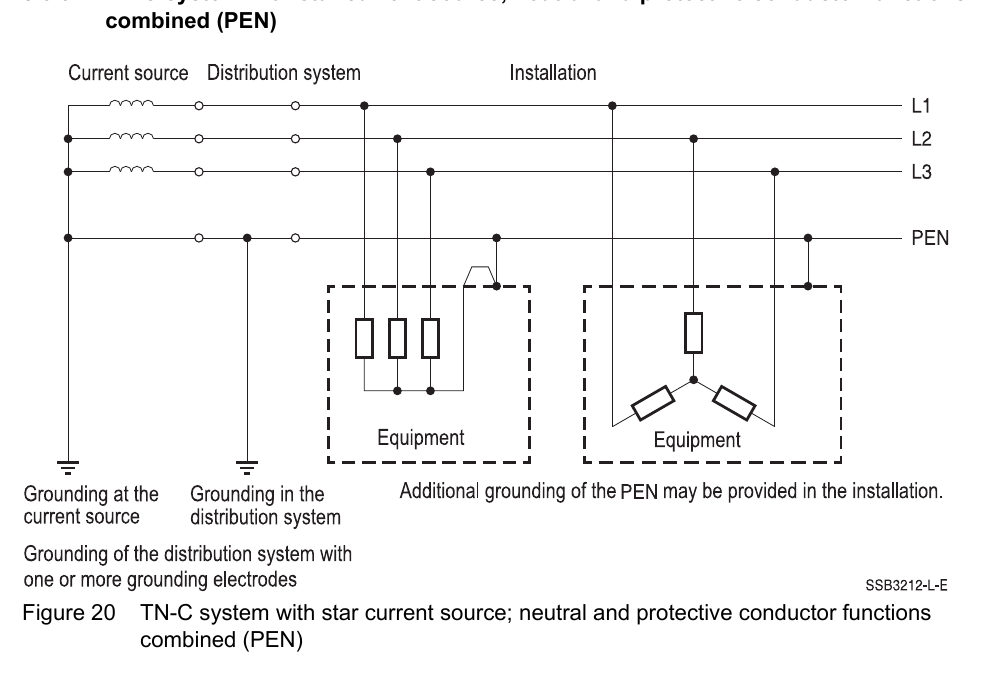 combined (PEN)
Current source Distribution system Installation
L1
L2
L3
PEN
Equipment
Equipment
Grounding at the
current source
Grounding in the
distribution system
Additional grounding of the PEN may be provided in the installation.
Grounding of the distribution system with
one or more grounding electrodes
SSB3212-L-E
Figure 20 TN-C system with star current source; neutral and protective conductor functions
combined (PEN)